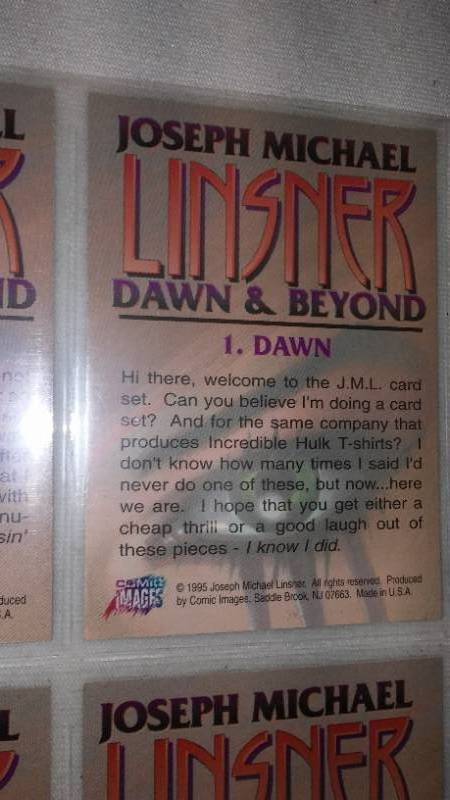 JOSEPH MICHAEL
LINSNER
DAWN & BEYOND
1. DAWN
Hi there, welcome to the J.M.L. card
set. Can you believe I'm doing a card
set? And for the same company that
produces Incredible Hulk T-shirts? I
don't know how many times I said I'd
never do one of these, but now...here
we are. I hope that you get either a
cheap thrill or a good laugh out of
these pieces - I know I did.
COMIC
IMAGES
© 1995 Joseph Michael Linsner. All rights reserved. Produced
by Comic Images, Saddle Brook, NJ 07663. Made in U.S.A.
JOSEPH MICHAEL
LINSNER